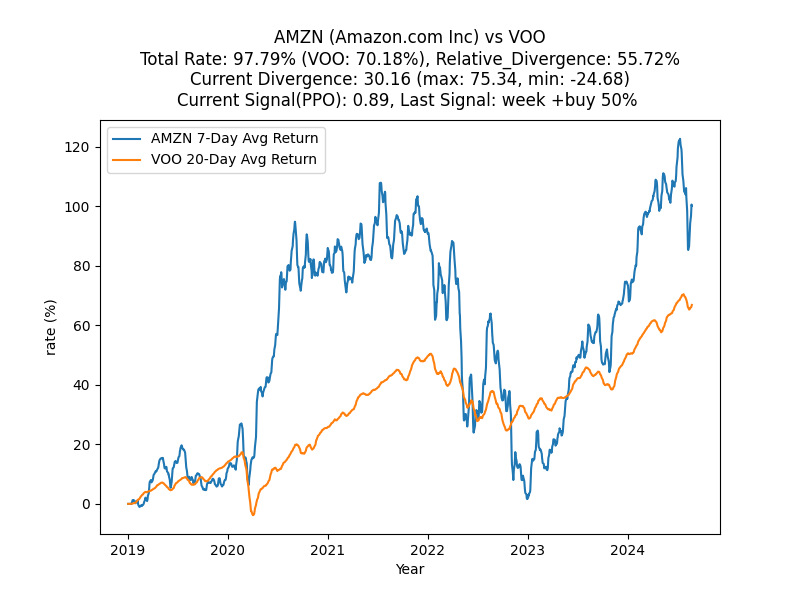 AMZN (Amazon.com Inc) vs VOO
Total Rate: 97.79% (VOO: 70.18%), Relative_Divergence: 55.72%
Current Divergence: 30.16 (max: 75.34, min: -24.68)
Current Signal(PPO): 0.89, Last Signal: week +buy 50%
AMZN 7-Day Avg Return
VOO 20-Day Avg Return
120
100
80
60
40
20
0
rate (%)
2019 2020 2021 2022 2023 2024
Year